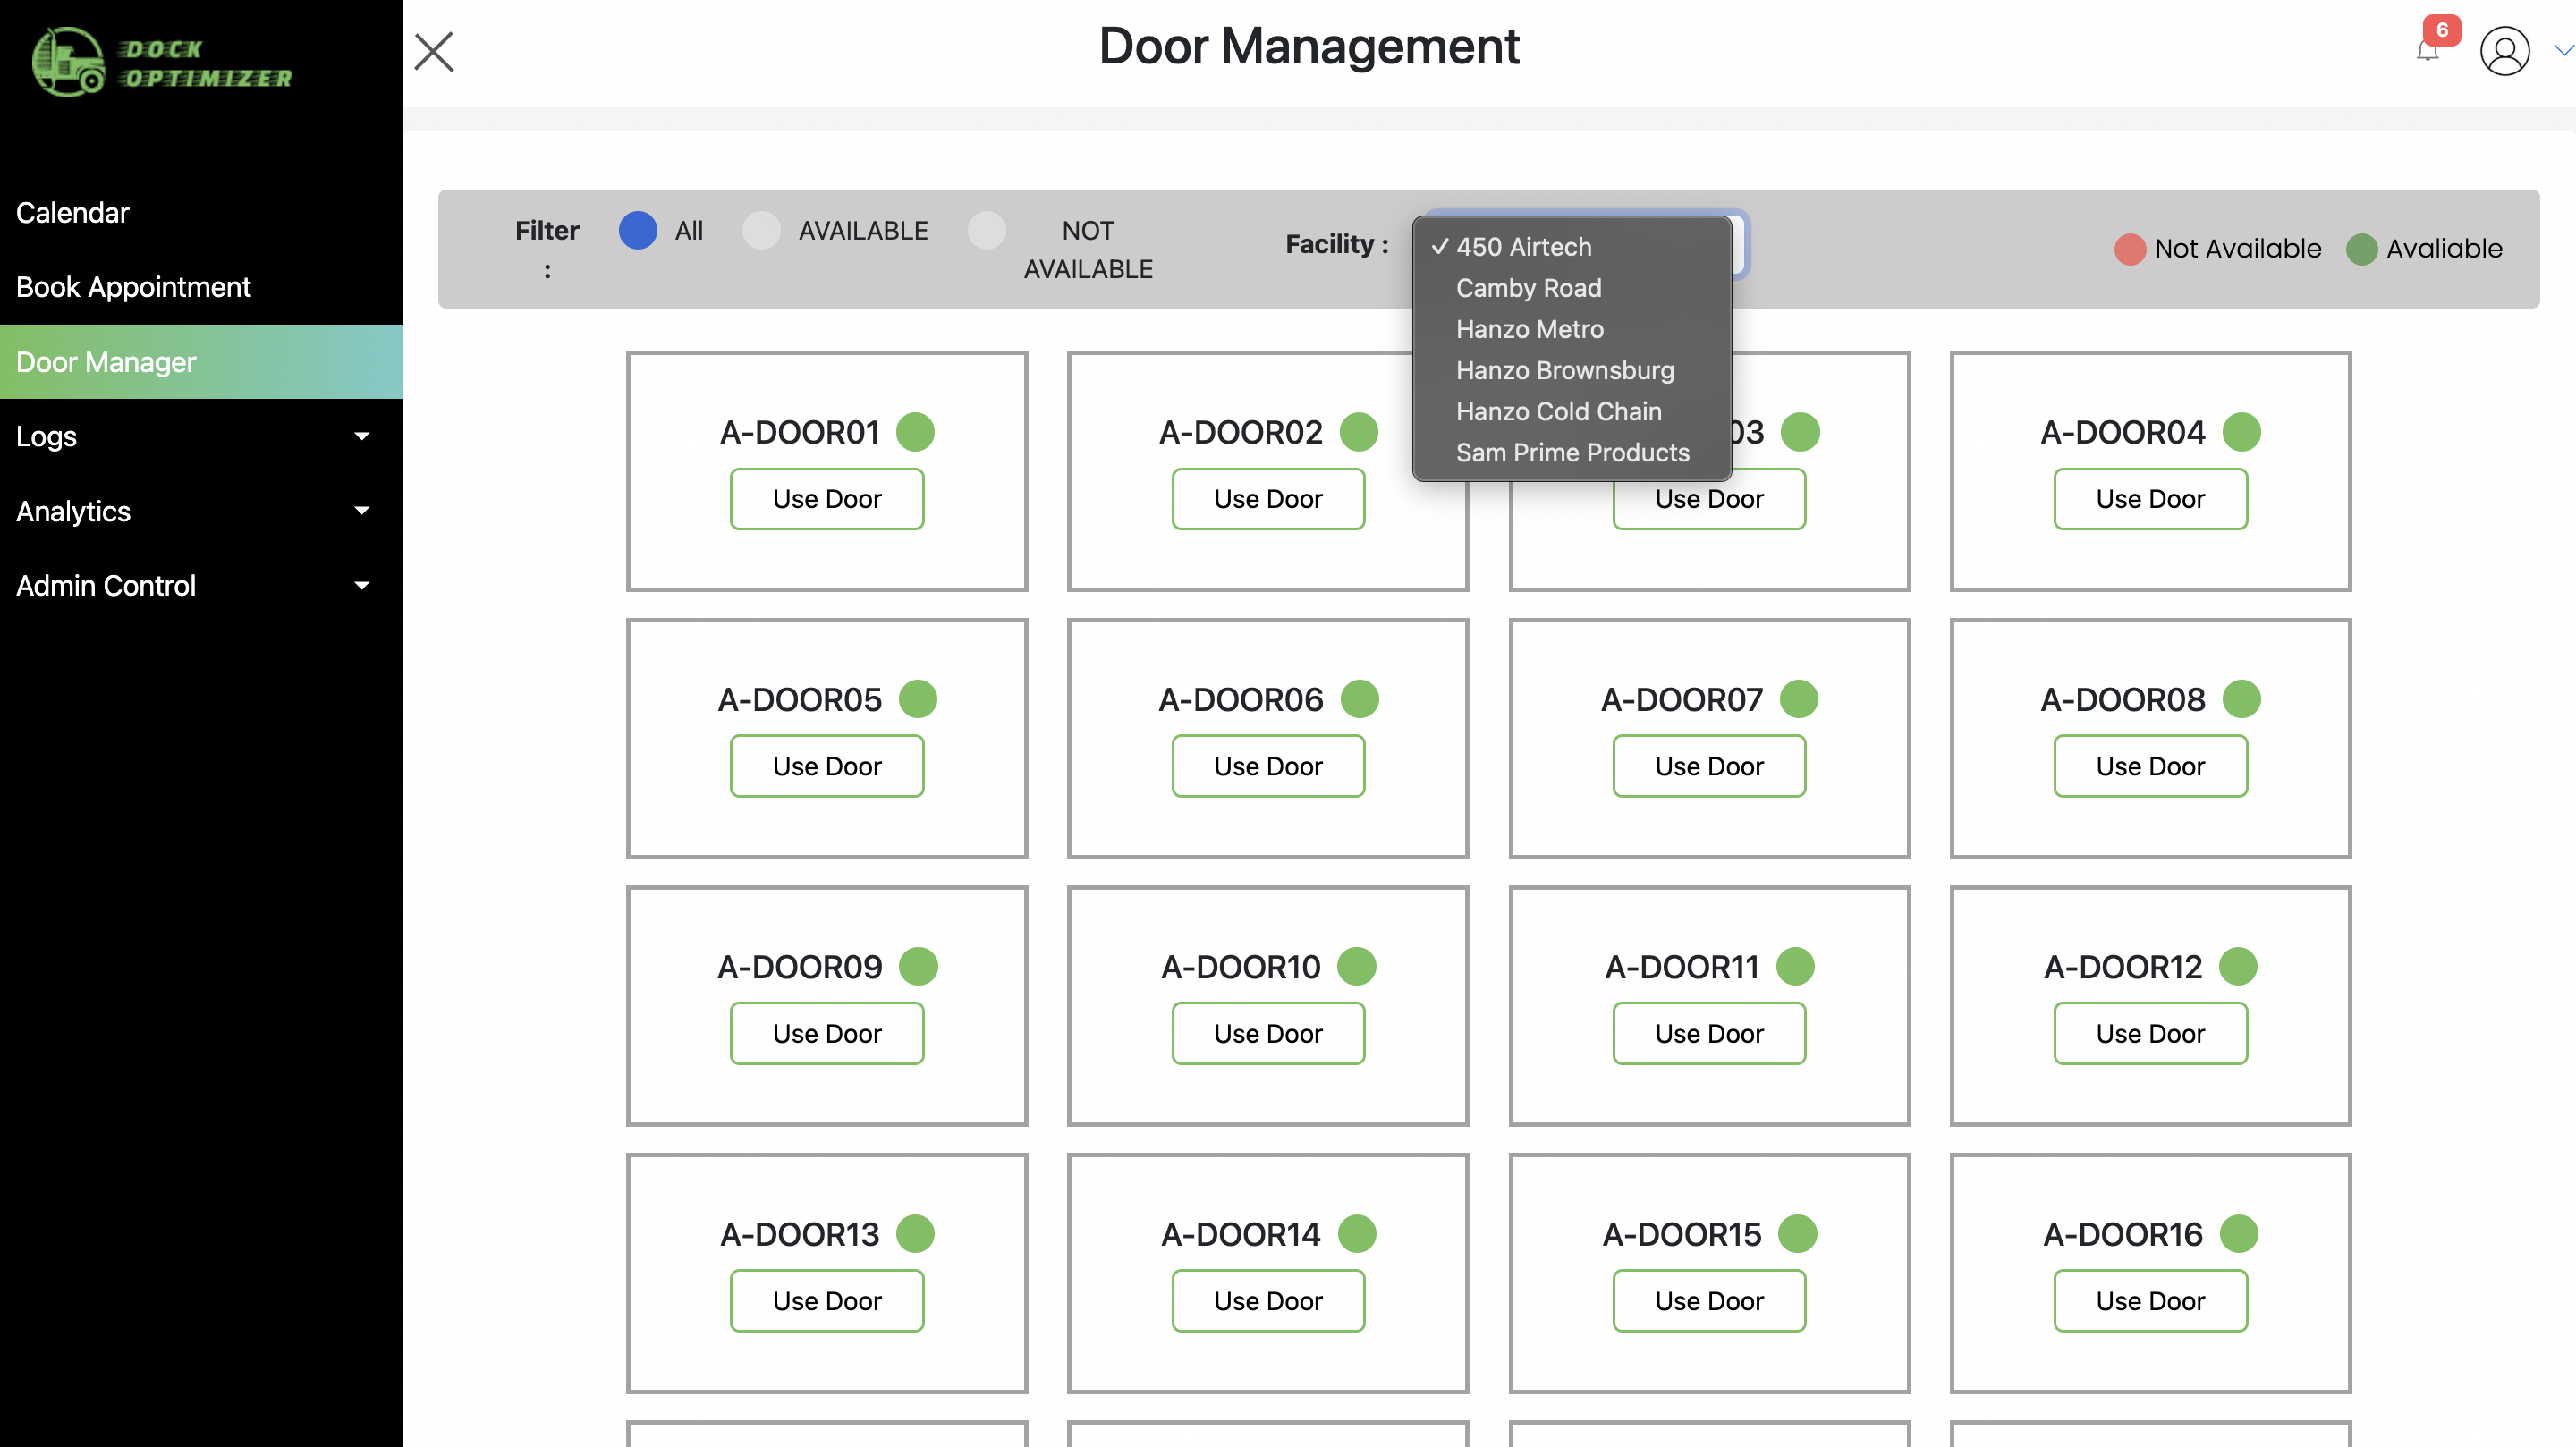 DOCK
OPTIMIZER
Calendar
Book Appointment
Door Manager
Logs
Analytics
Admin Control
Door Management
6
Filter
:
All
AVAILABLE
NOT
AVAILABLE
Facility :
✓ 450 Airtech
Camby Road
Hanzo Metro
Hanzo Brownsburg
Hanzo Cold Chain
Sam Prime Products
Not Available
Avaliable
A-DOOR01
Use Door
A-DOOR02
Use Door
03
Use Door
A-DOOR04
Use Door
A-DOOR05
Use Door
A-DOOR06
Use Door
A-DOOR07
Use Door
A-DOOR08
Use Door
A-DOOR09
Use Door
A-DOOR10
Use Door
A-DOOR11
Use Door
A-DOOR12
Use Door
A-DOOR13
Use Door
A-DOOR14
Use Door
A-DOOR15
Use Door
A-DOOR16
Use Door